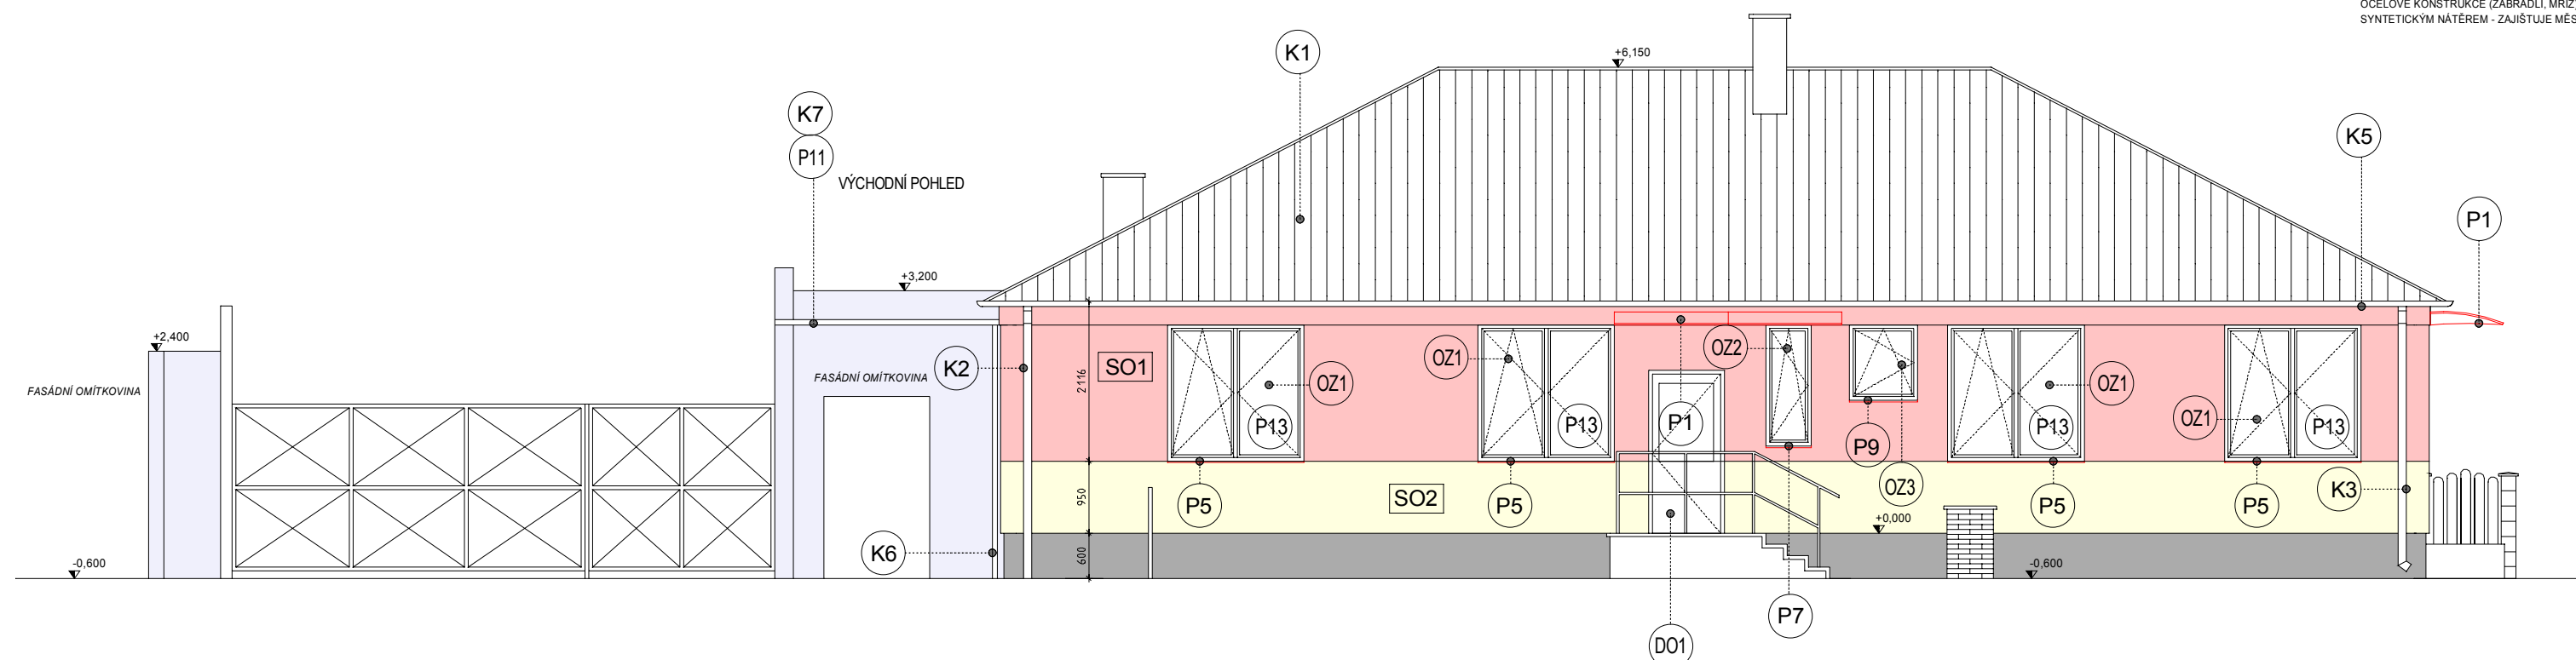 OCELOVÉ KONSTRUKCE (ZÁBRADLÍ, MŘÍŽ
SYNTETICKÝM NÁTĚREM - ZAJIŠTUJE MĚS
K1
+6,150
K7
P11
K5
VÝCHODNÍ POHLED
P1
+3,200
+2,400
FASÁDNÍ OMÍTKOVINA
FASÁDNÍ OMÍTKOVINA
K2
SO1
2116
OZ1
P13
OZ1
P13
P1
OZ2
P9
OZ3
OZ1
P13
OZ1
P13
K3
P5
950
SO2
P5
P5
P5
+0,000
K6
600
-0,600
-0,600
P7
DO1